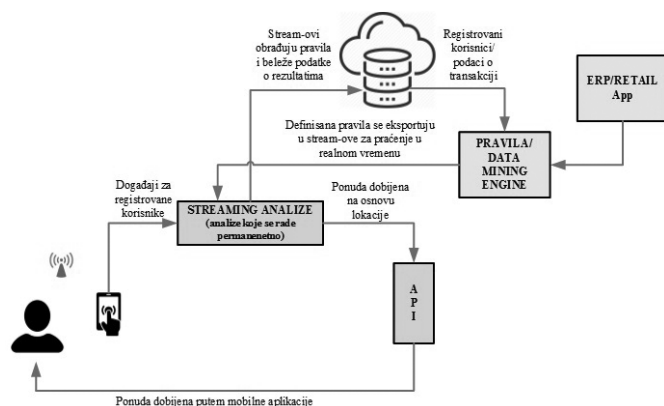 Stream-ovi
obrađuju pravila
i beleže podatke
o rezultatima
Registrovani
korisnici/
podaci o
transakciji
ERP/RETAIL
App
Definisana pravila se eksportuju
u stream-ove za praćenje u
realnom vremenu
PRAVILA/
DATA
MINING
ENGINE
Događaji za
registrovane
korisnike
STREAMING ANALIZE
(analize koje se rade
permanenetno)
Ponuda dobijena
na osnovu
lokacije
A
P
I
Ponuda dobijena putem mobilne aplikacije